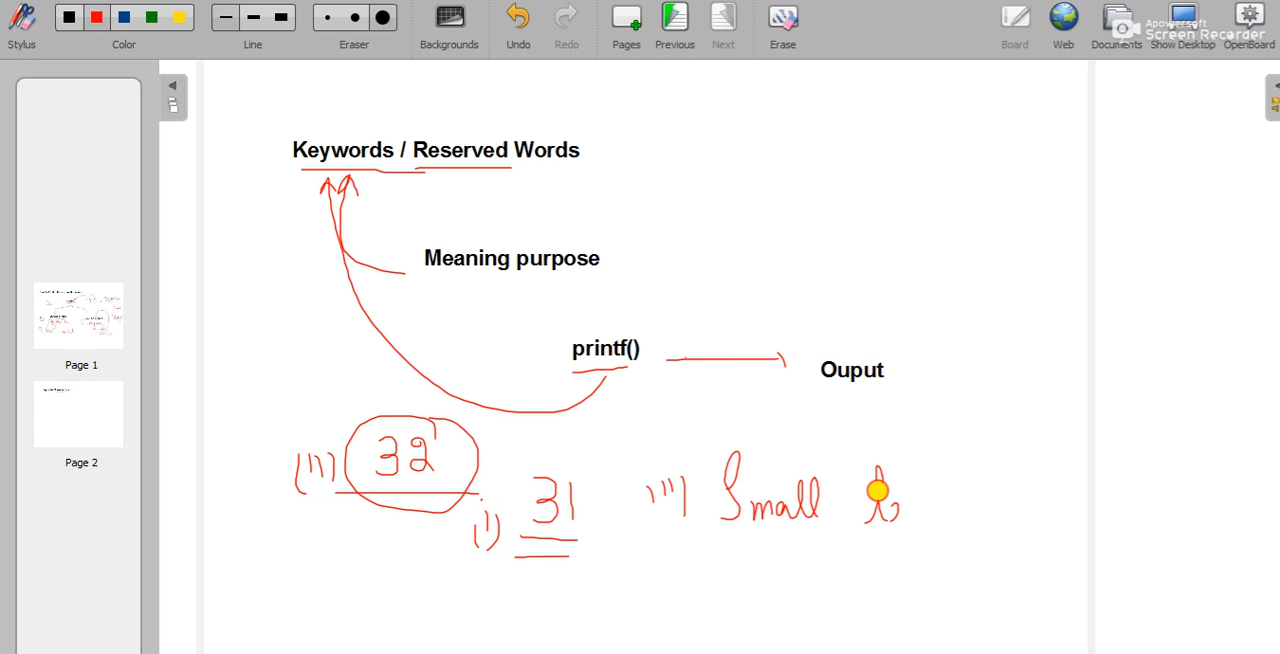 Stylus Color Line Eraser Backgrounds Undo Redo Pages Previous Next Erase Board Web Documents Show Desktop OpenBoard
Apowersoft
Screen Recorder
Keywords / Reserved Words
Meaning purpose
printf()
Ouput
(iii) 32
i) 31
iii) Small
Page 1
Page 2